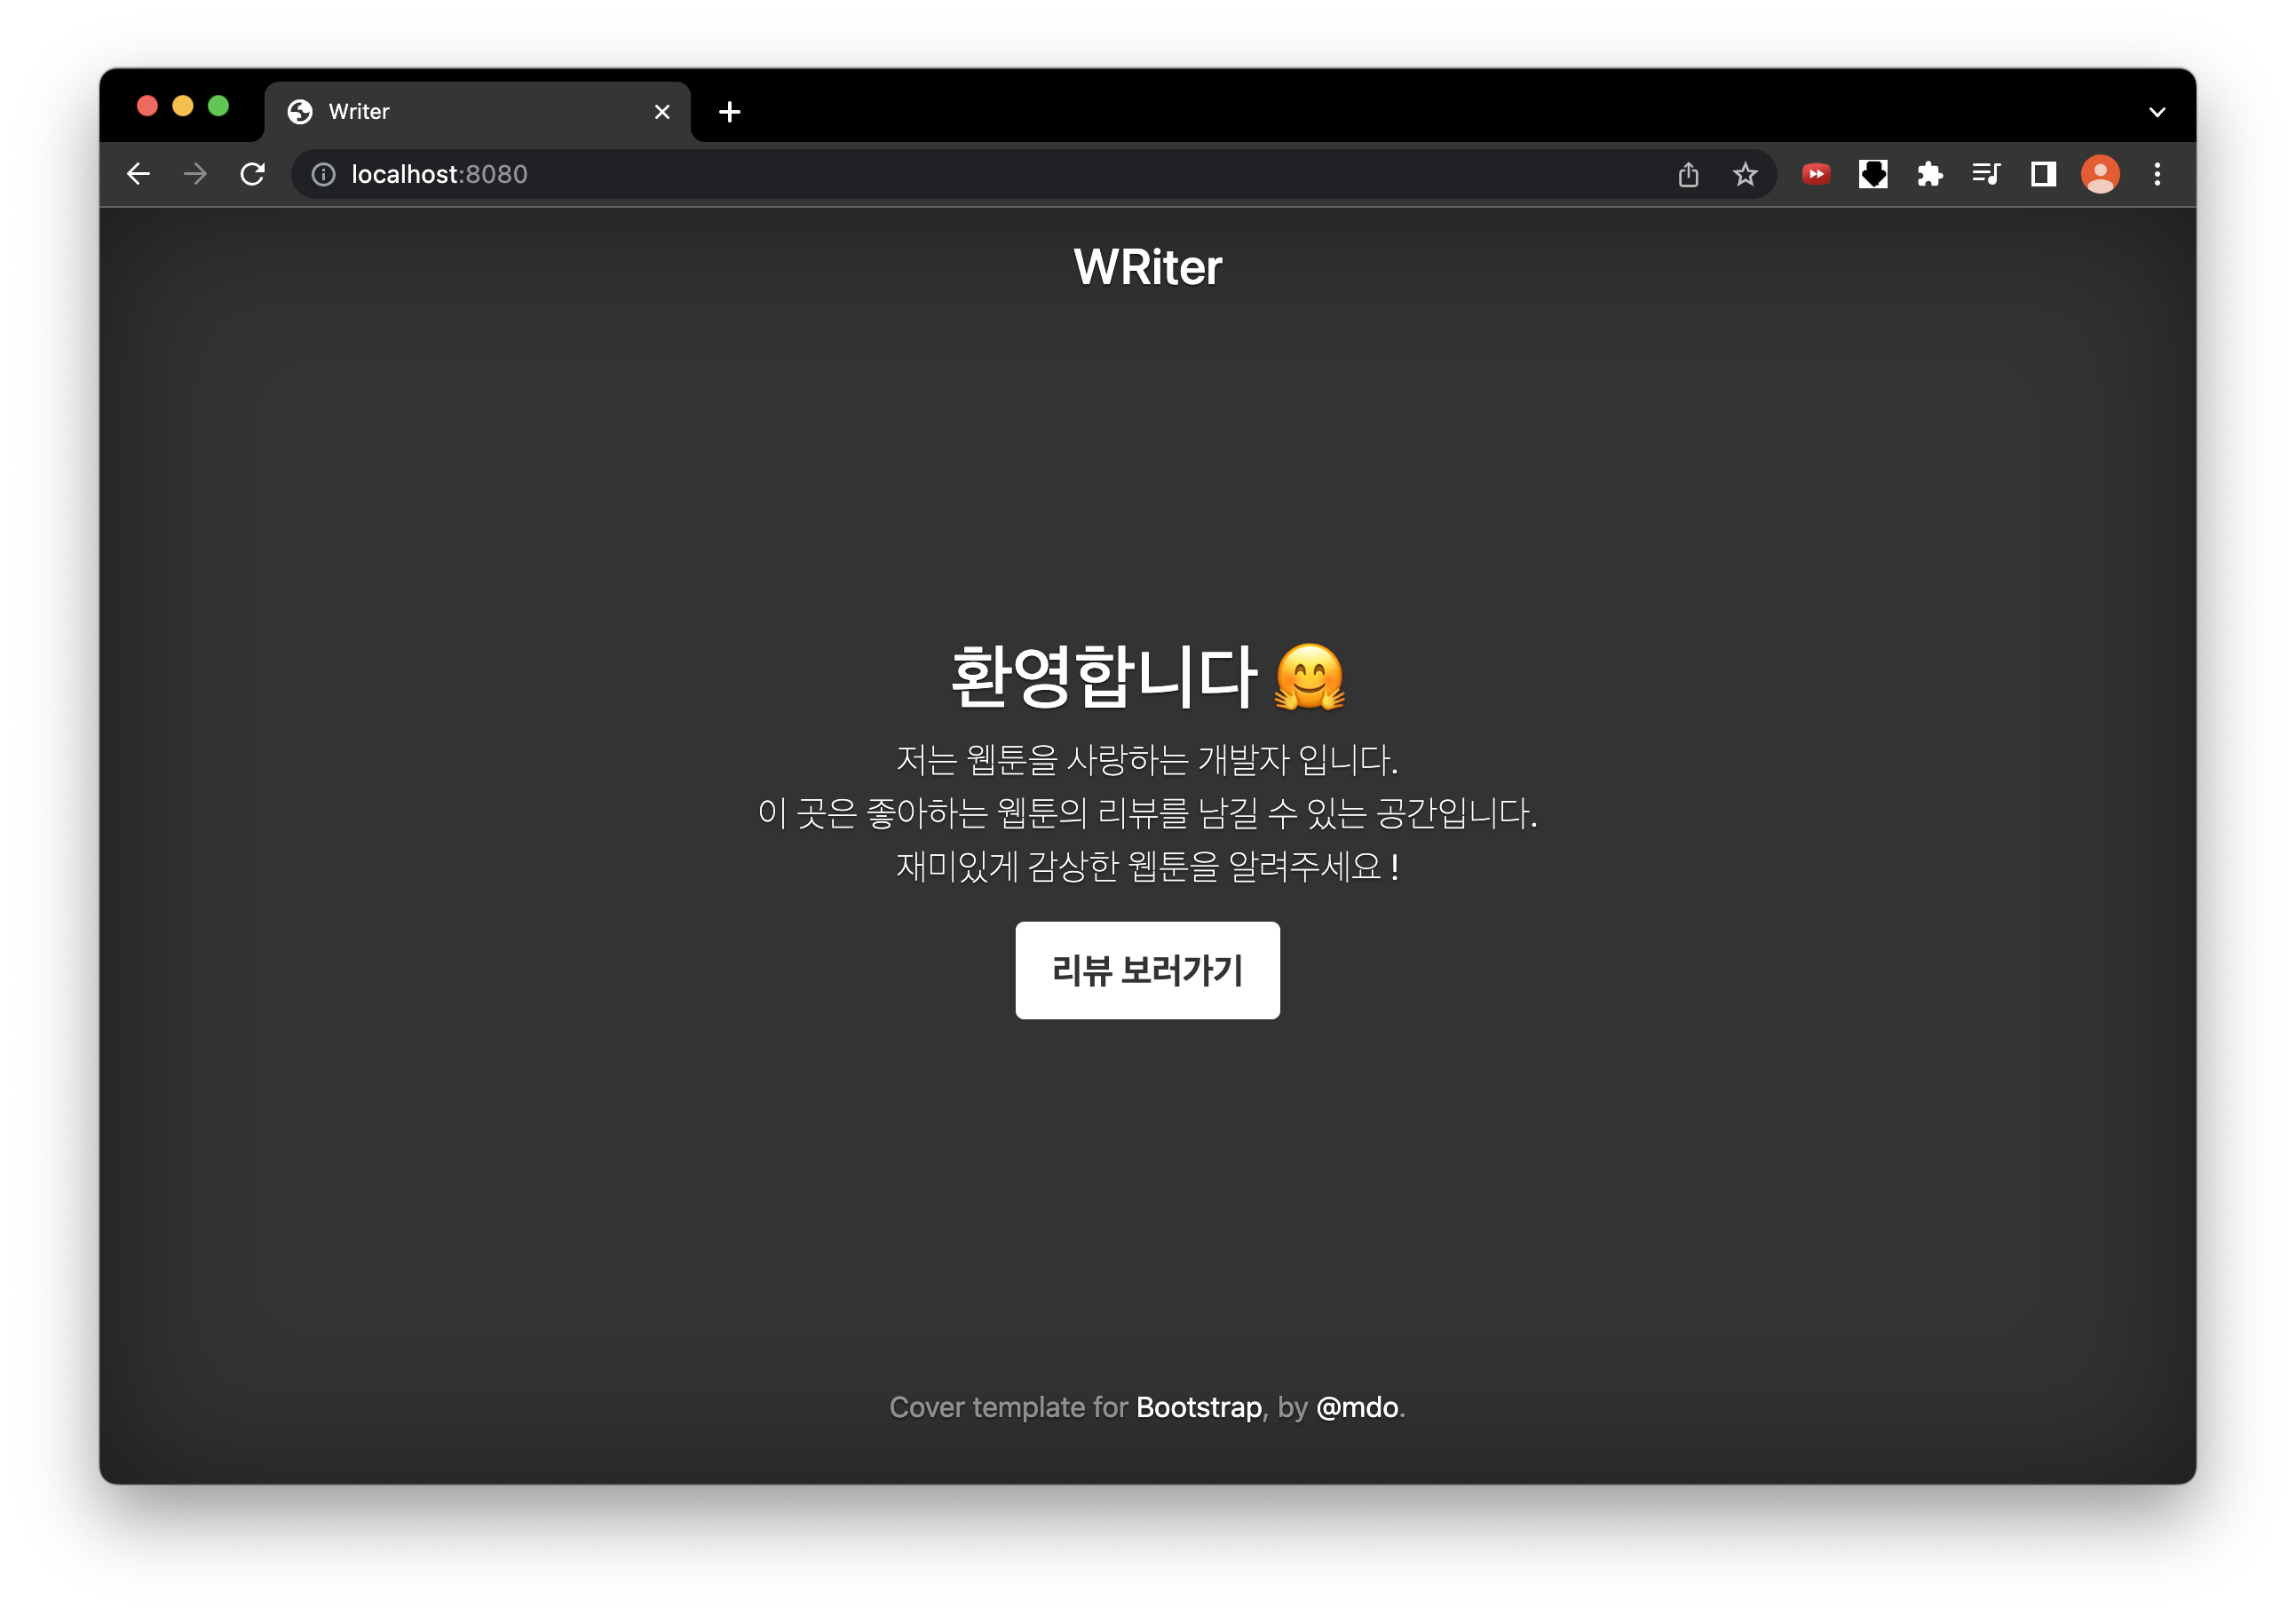 Writer
localhost:8080
WRiter
환영합니다 🤗
저는 웹툰을 사랑하는 개발자 입니다.
이 곳은 좋아하는 웹툰의 리뷰를 남길 수 있는 공간입니다.
재미있게 감상한 웹툰을 알려주세요 !
리뷰 보러가기
Cover template for Bootstrap, by @mdo.